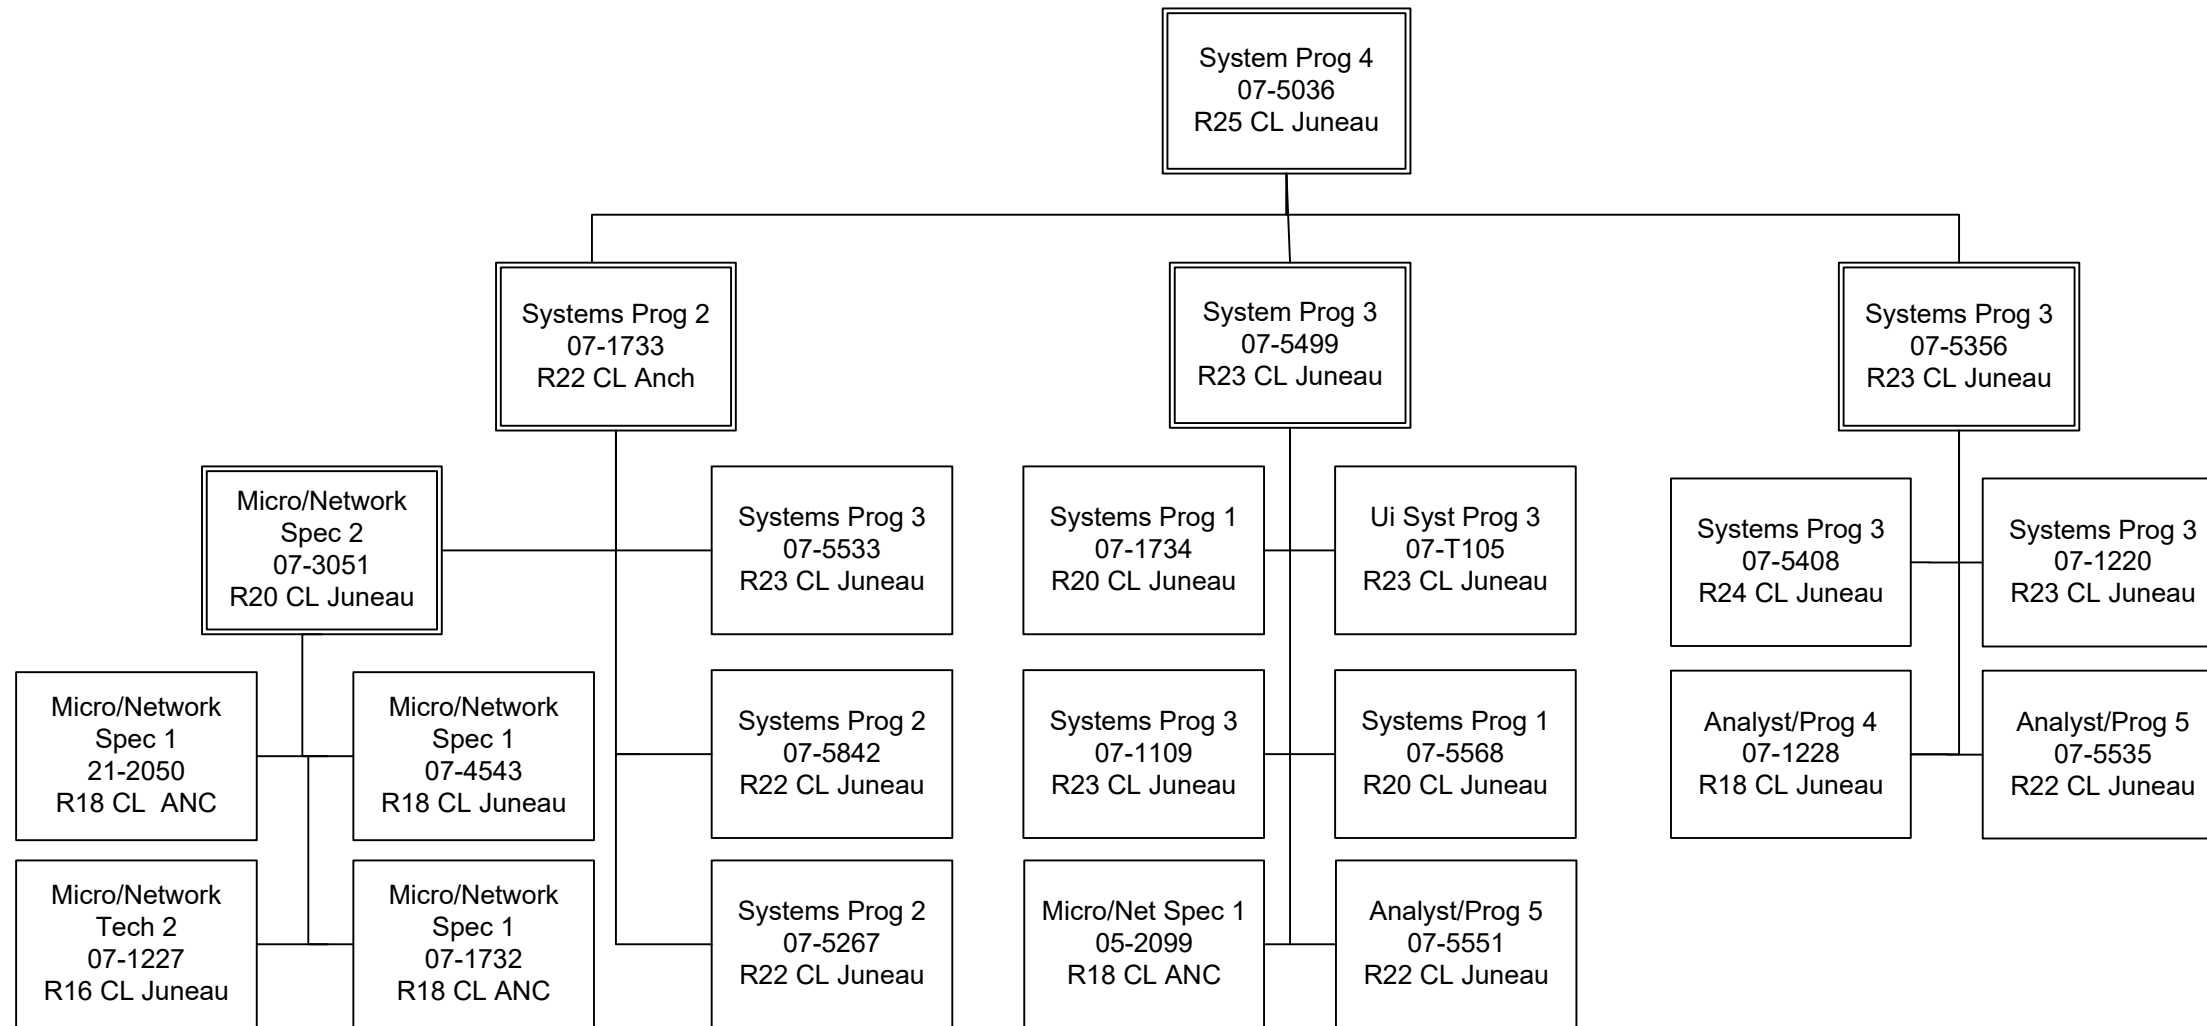 System Prog 4
07-5036
R25 CL Juneau
Systems Prog 2
07-1733
R22 CL Anch
System Prog 3
07-5499
R23 CL Juneau
Systems Prog 3
07-5356
R23 CL Juneau
Micro/Network
Spec 2
07-3051
R20 CL Juneau
Systems Prog 3
07-5533
R23 CL Juneau
Systems Prog 1
07-1734
R20 CL Juneau
Ui Syst Prog 3
07-T105
R23 CL Juneau
Systems Prog 3
07-5408
R24 CL Juneau
Systems Prog 3
07-1220
R23 CL Juneau
Micro/Network
Spec 1
21-2050
R18 CL  ANC
Micro/Network
Spec 1
07-4543
R18 CL Juneau
Systems Prog 2
07-5842
R22 CL Juneau
Systems Prog 3
07-1109
R23 CL Juneau
Systems Prog 1
07-5568
R20 CL Juneau
Analyst/Prog 4
07-1228
R18 CL Juneau
Analyst/Prog 5
07-5535
R22 CL Juneau
Micro/Network
Tech 2
07-1227
R16 CL Juneau
Micro/Network
Spec 1
07-1732
R18 CL ANC
Systems Prog 2
07-5267
R22 CL Juneau
Micro/Net Spec 1
05-2099
R18 CL ANC
Analyst/Prog 5
07-5551
R22 CL Juneau